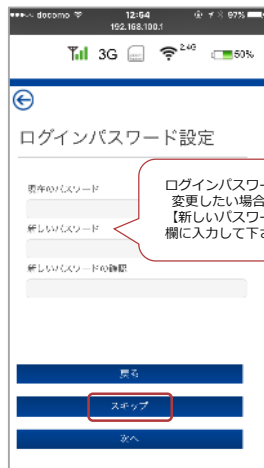 docomo 12:54 97%
192.168.100.1
3G 2.4G 50%
ログインパスワード設定
現在のパスワード
ログインパスワー
変更したい場合
【新しいパスワー
欄に入力して下さ
新しいパスワード
新しいパスワードの確認
戻る
スキップ
次へ